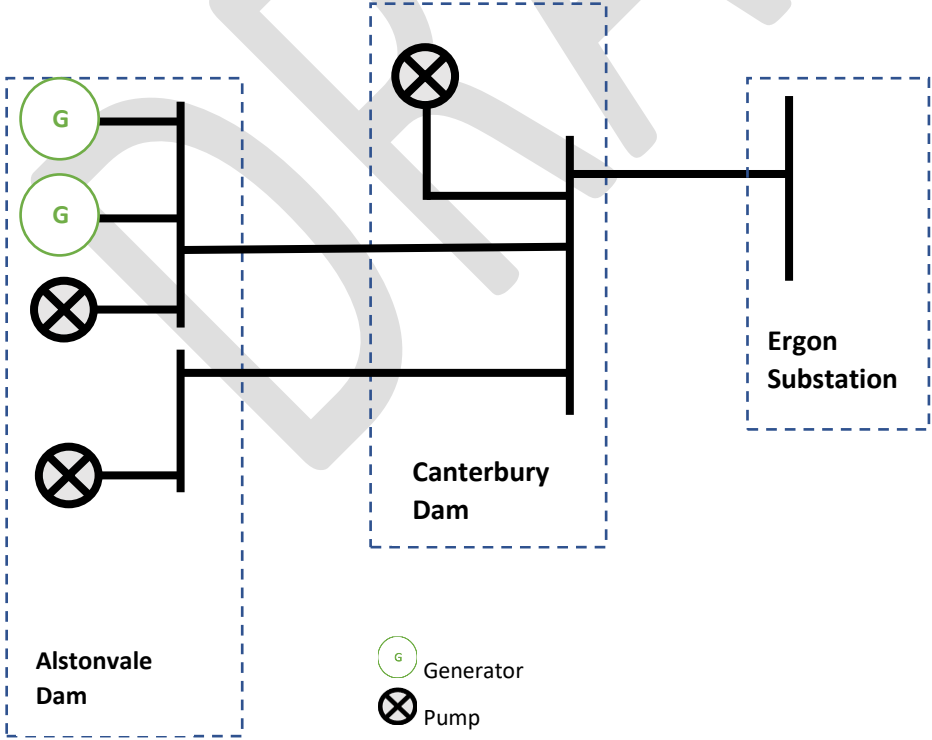 G
G
Ergon
Substation
Canterbury
Dam
Alstonvale
Dam
G
Generator
Pump